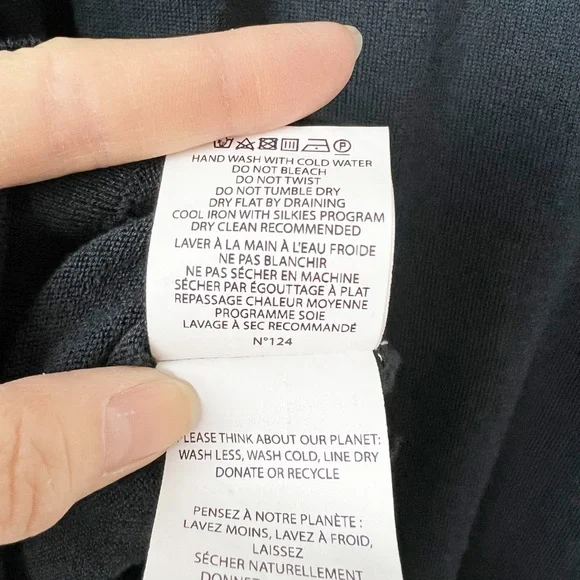 HAND WASH WITH COLD WATER
DO NOT BLEACH
DO NOT TWIST
DO NOT TUMBLE DRY
DRY FLAT BY DRAINING
COOL IRON WITH SILKIES PROGRAM
DRY CLEAN RECOMMENDED
LAVER À LA MAIN À L'EAU FROIDE
NE PAS BLANCHIR
NE PAS SÉCHER EN MACHINE
SÉCHER PAR ÉGOUTTAGE À PLAT
REPASSAGE CHALEUR MOYENNE
PROGRAMME SOIE
LAVAGE À SEC RECOMMANDÉ
N°124
LEASE THINK ABOUT OUR PLANET:
WASH LESS, WASH COLD, LINE DRY
DONATE OR RECYCLE
PENSEZ À NOTRE PLANÈTE :
LAVEZ MOINS, LAVEZ À FROID,
LAISSEZ
SÉCHER NATURELLEMENT